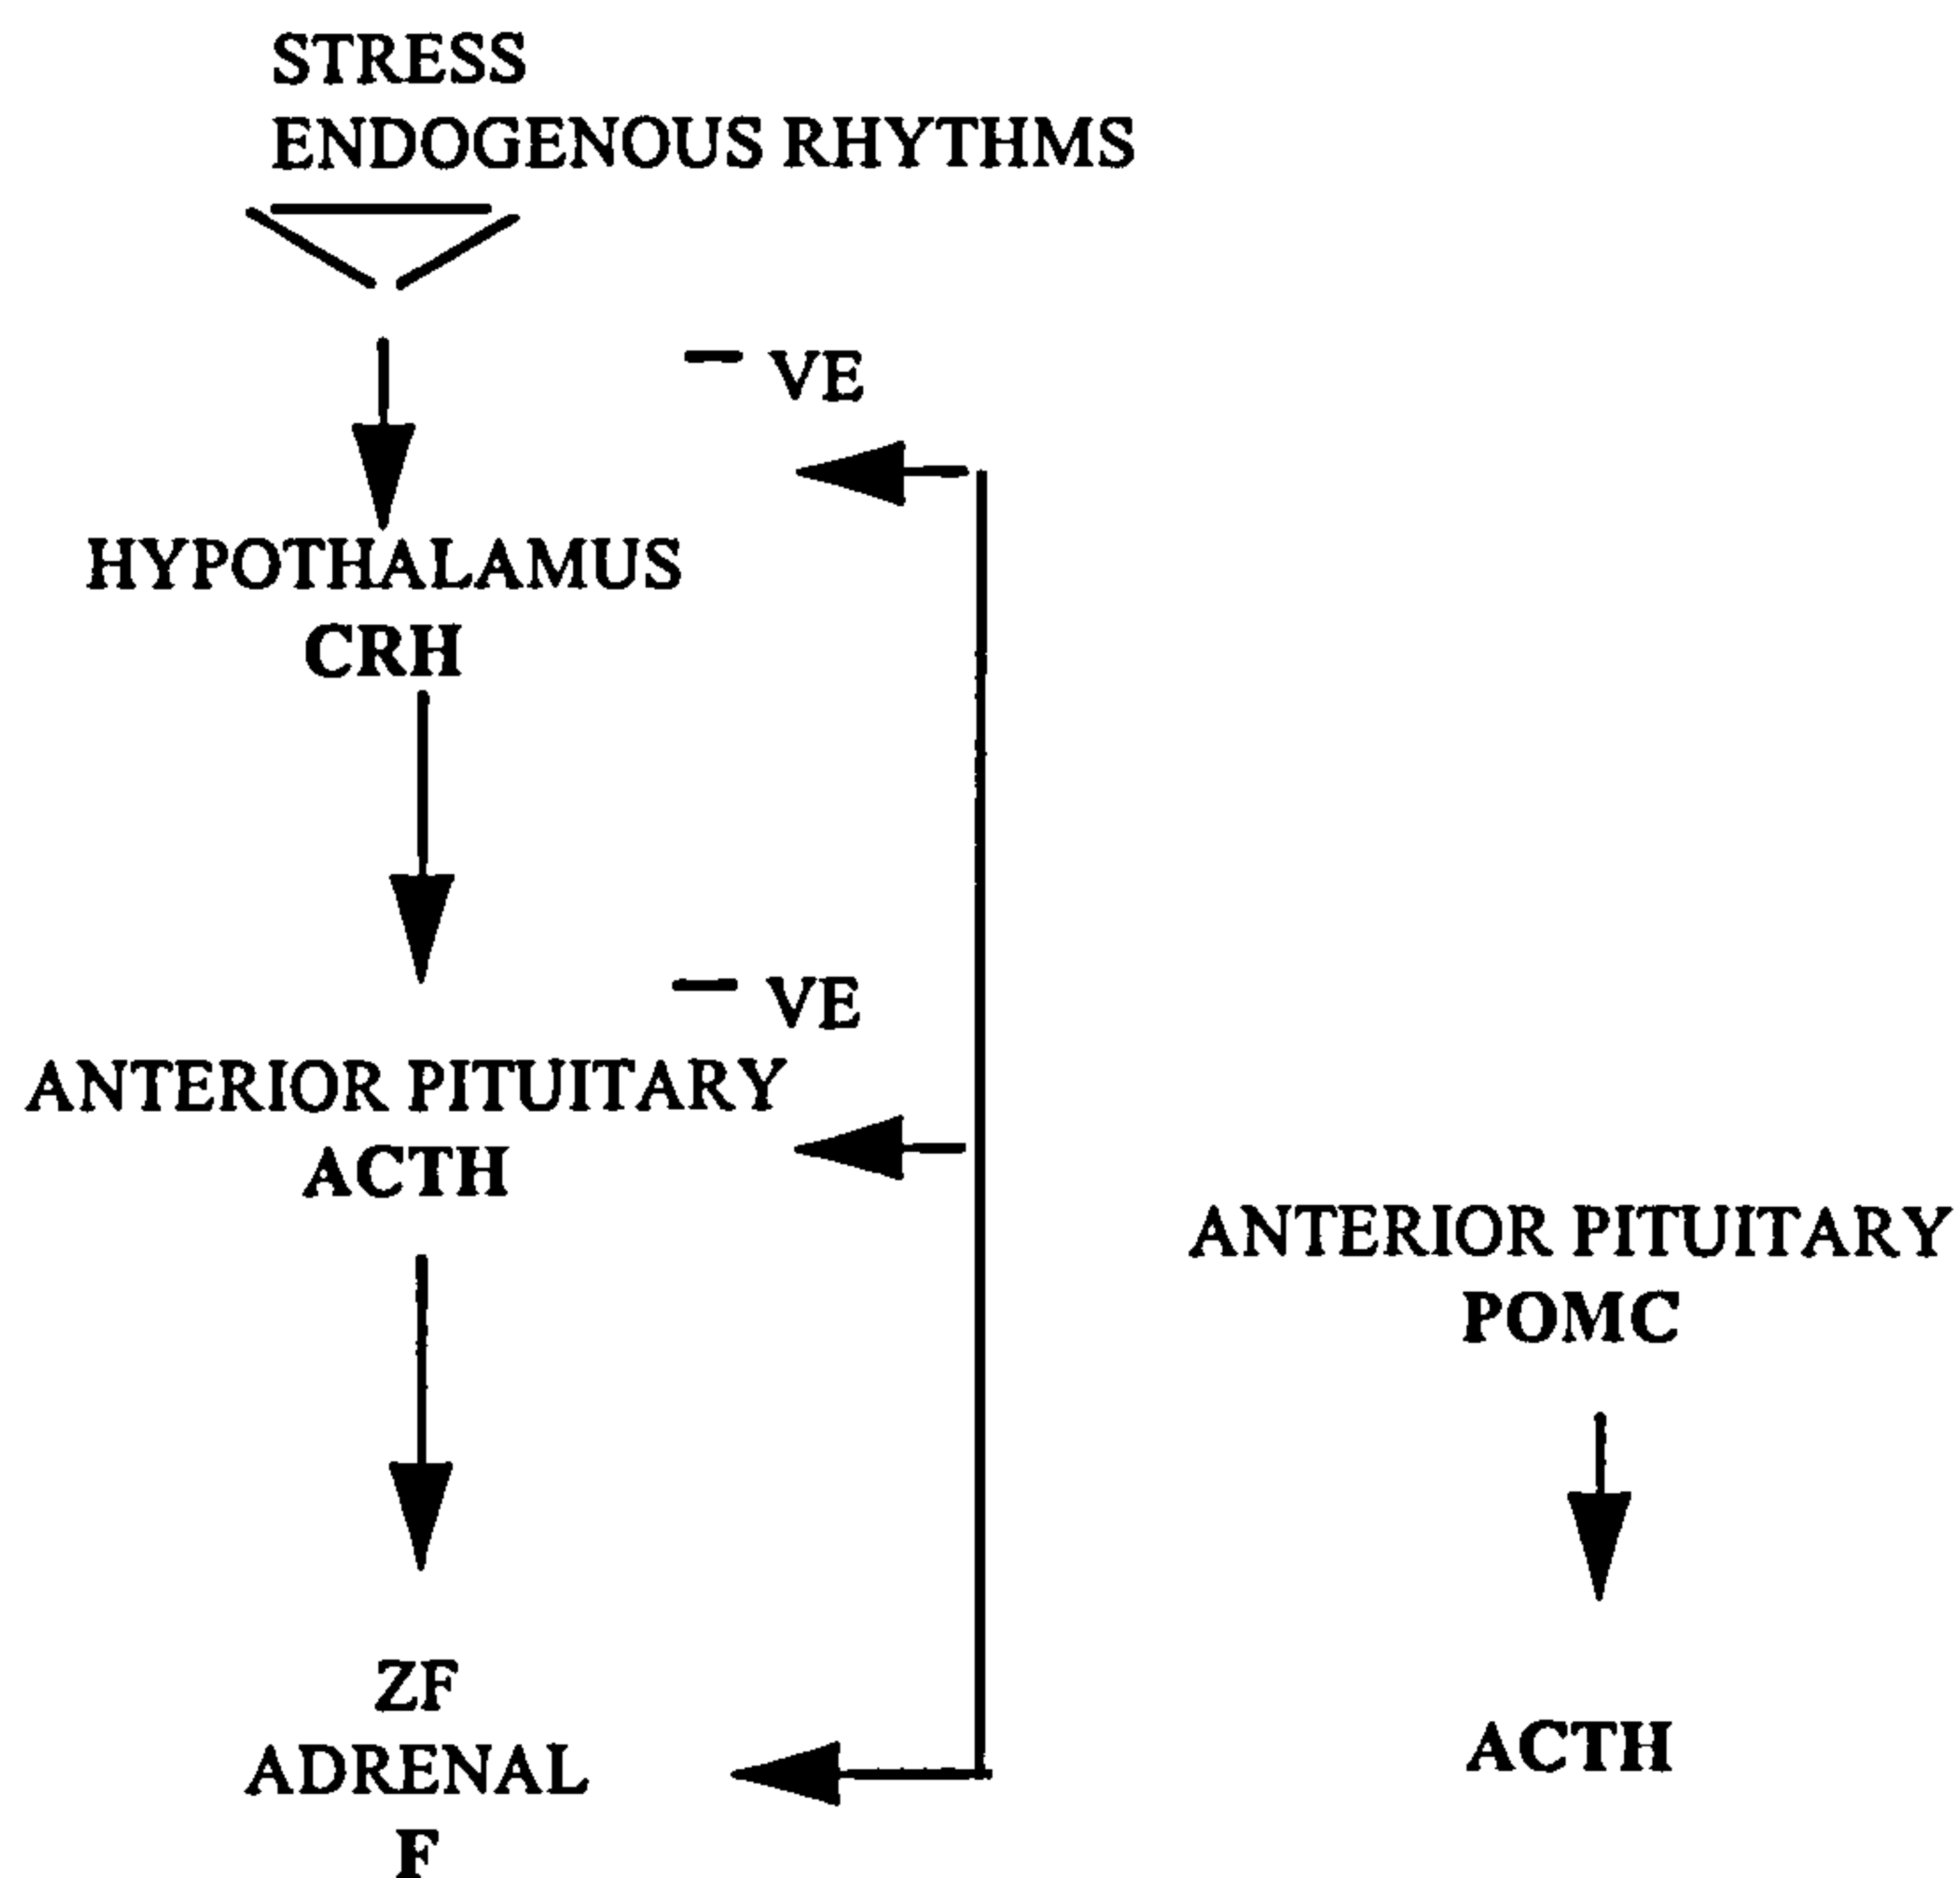 STRESS
ENDOGENOUS RHYTHMS
− VE
HYPOTHALAMUS
CRH
− VE
ANTERIOR PITUITARY
ACTH
ANTERIOR PITUITARY
POMC
ZF
ADRENAL
F
ACTH